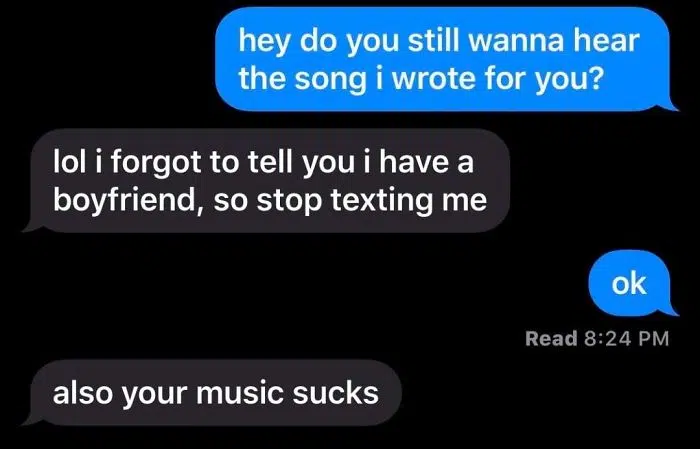 hey do you still wanna hear
the song i wrote for you?
lol i forgot to tell you i have a
boyfriend, so stop texting me
ok
Read 8:24 PM
also your music sucks